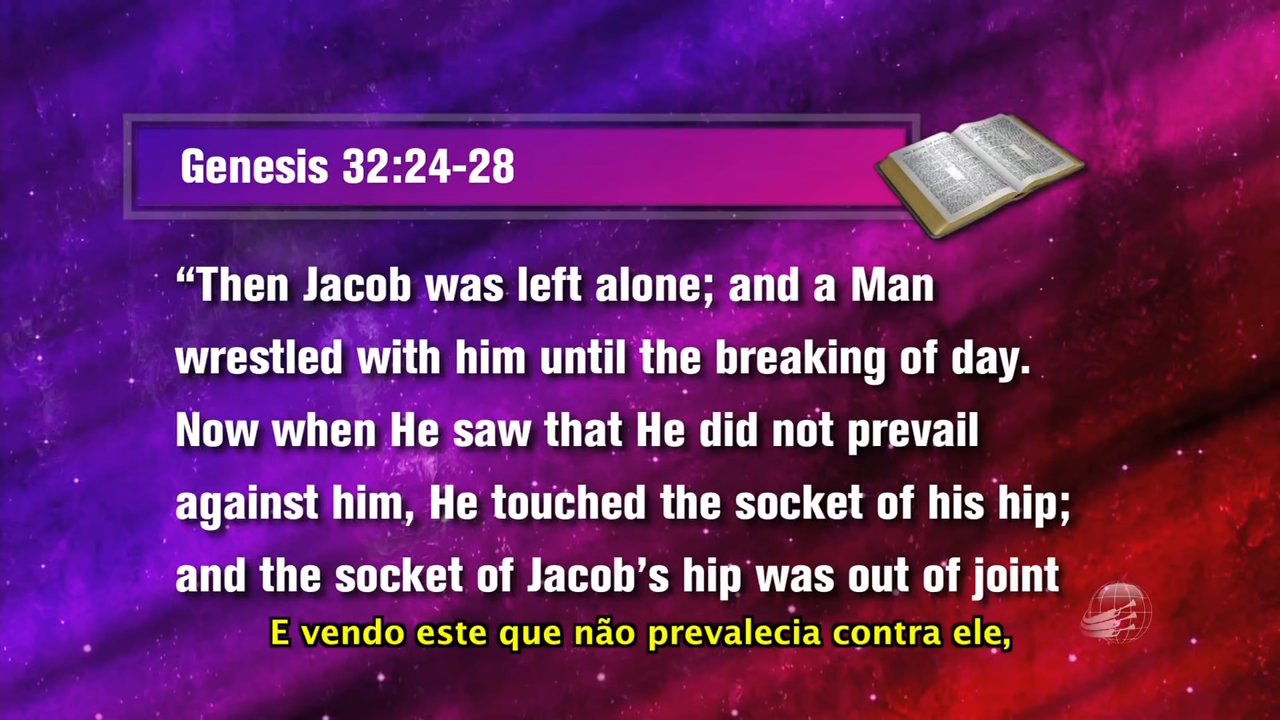 Genesis 32:24-28
“Then Jacob was left alone; and a Man
wrestled with him until the breaking of day.
Now when He saw that He did not prevail
against him, He touched the socket of his hip;
and the socket of Jacob’s hip was out of joint
E vendo este que não prevalecia contra ele,